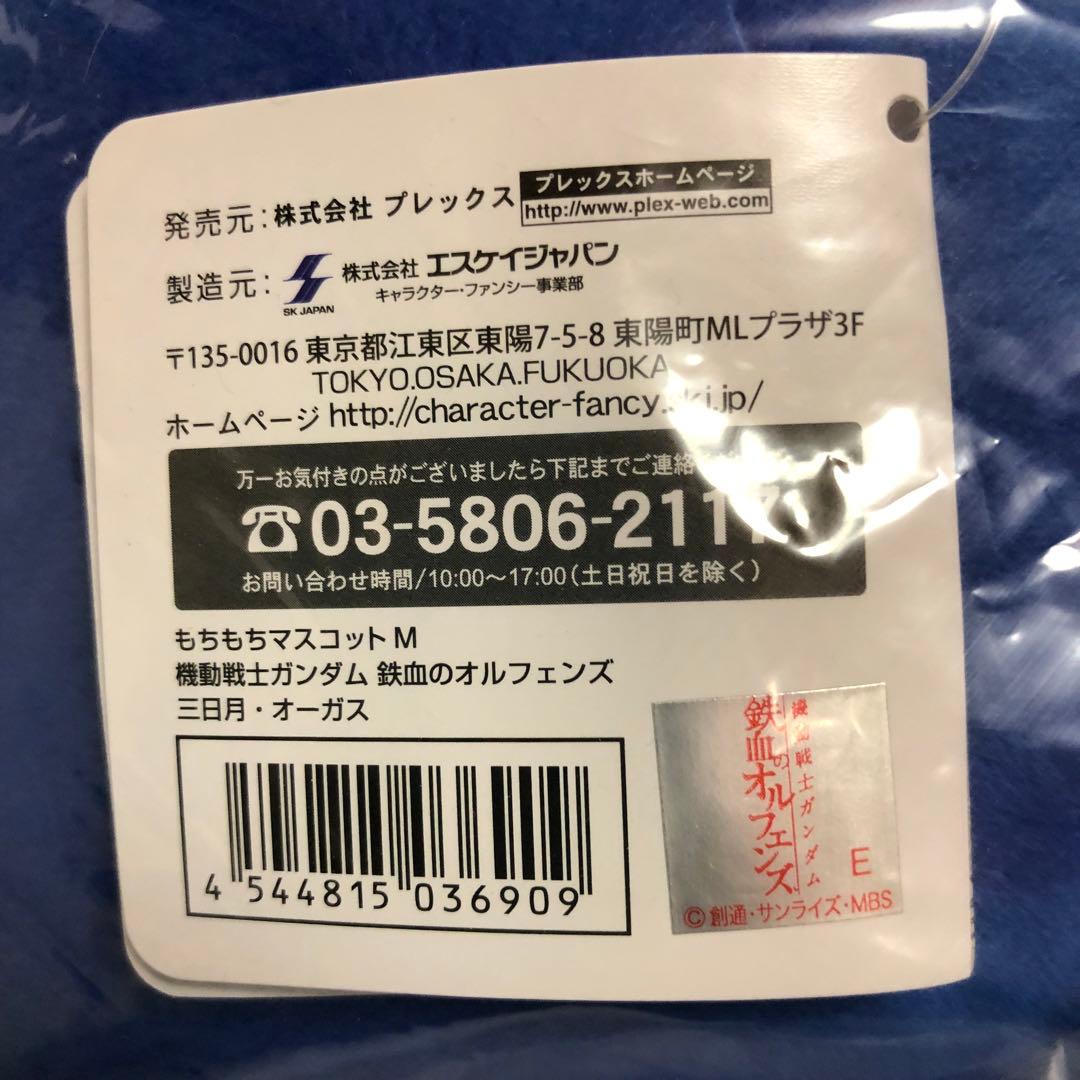 発売元:株式会社 プレックス
プレックスホームページ
http://www.plex-web.com
製造元:
SK JAPAN
株式会社 エスケイジャパン
キャラクター・ファンシー事業部
〒135-0016 東京都江東区東陽7-5-8 東陽町MLプラザ3F
TOKYO.OSAKA.FUKUOKA
ホームページ http://character-fancy.ski.jp/
万一お気付きの点がございましたら下記までご連絡
☎03-5806-2117
お問い合わせ時間/10:00〜17:00(土日祝日を除く)
もちもちマスコット M
機動戦士ガンダム 鉄血のオルフェンズ
三日月・オーガス
4 544815 036909
機動戦士ガンダム
鉄血のオルフェンズ
E
©創通・サンライズ・MBS